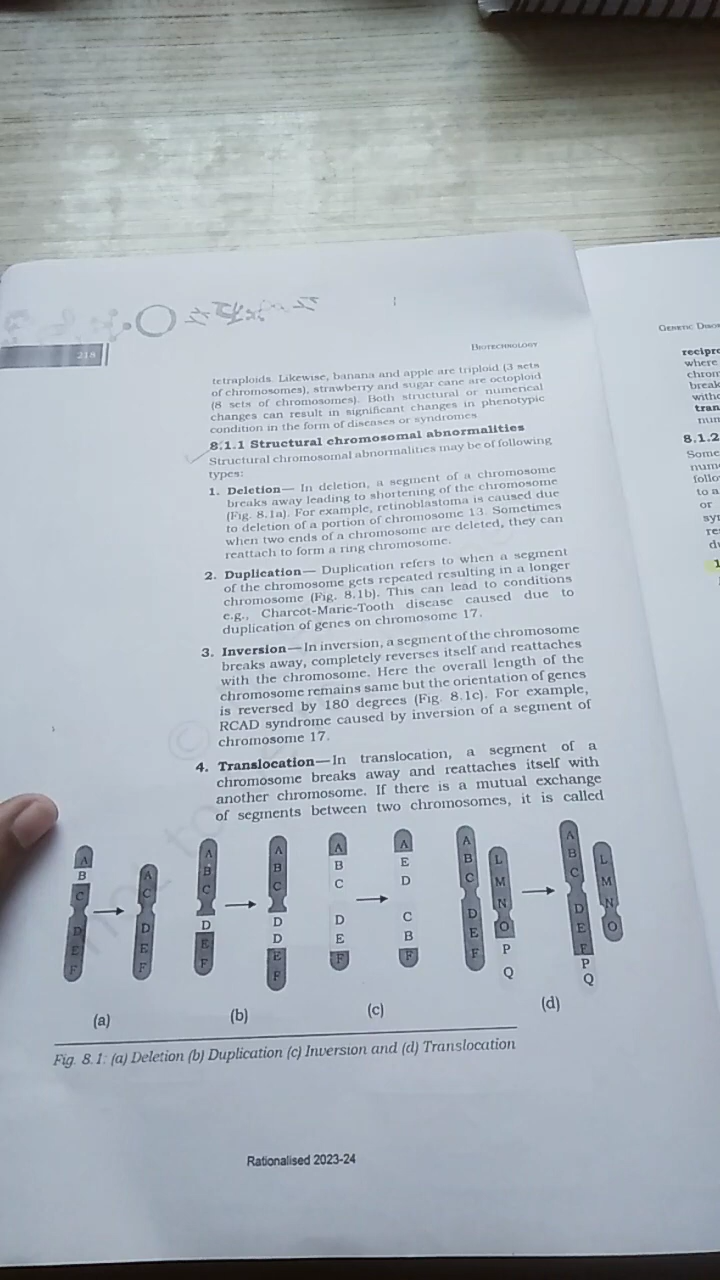 218
BIOTECHNOLOGY
tetraploids. Likewise, banana and apple are triploid (3 sets
of chromosomes), strawberry and sugar cane are octoploid
(8 sets of chromosomes). Both structural or numerical
changes can result in significant changes in phenotypic
condition in the form of diseases or syndromes
8.1.1 Structural chromosomal abnormalities
Structural chromosomal abnormalities may be of following
types:
1. Deletion— In deletion, a segment of a chromosome
breaks away leading to shortening of the chromosome
(Fig. 8.1a). For example, retinoblastoma is caused due
to deletion of a portion of chromosome 13. Sometimes
when two ends of a chromosome are deleted, they can
reattach to form a ring chromosome.
2. Duplication— Duplication refers to when a segment
of the chromosome gets repeated resulting in a longer
chromosome (Fig. 8.1b). This can lead to conditions
e.g., Charcot-Marie-Tooth disease caused due to
duplication of genes on chromosome 17.
3. Inversion—In inversion, a segment of the chromosome
breaks away, completely reverses itself and reattaches
with the chromosome. Here the overall length of the
chromosome remains same but the orientation of genes
is reversed by 180 degrees (Fig. 8.1c). For example,
RCAD syndrome caused by inversion of a segment of
chromosome 17.
4. Translocation—In translocation, a segment of a
chromosome breaks away and reattaches itself with
another chromosome. If there is a mutual exchange
of segments between two chromosomes, it is called
A B C D E F
A C D E F
(a)
A B C D E F
A B C D D E F
(b)
A B C D E F
A E D C B F
(c)
A B C D E F
L M N O P Q
A B C D E F P Q
L M N O
(d)
Fig. 8.1: (a) Deletion (b) Duplication (c) Inversion and (d) Translocation
Rationalised 2023-24
GENETIC
where
8.1.2
Some
to a
or
1